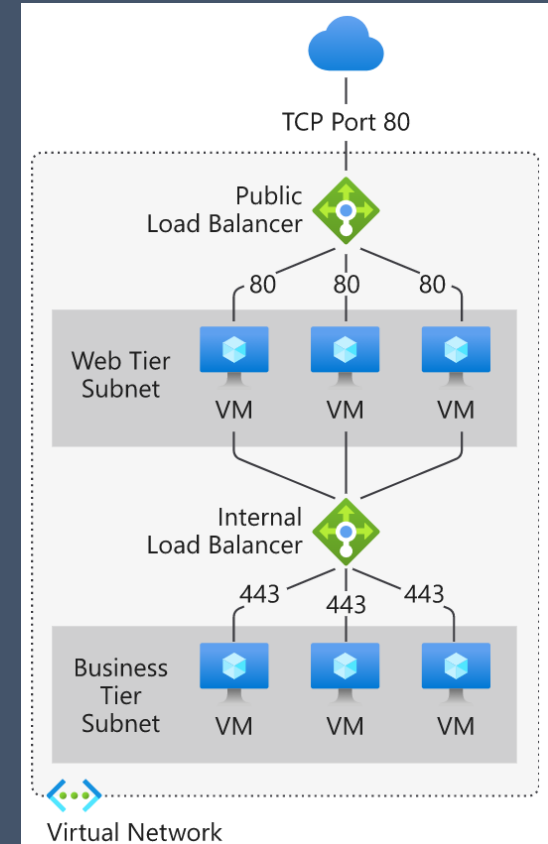 TCP Port 80
Public
Load Balancer
80 80 80
Web Tier
Subnet
VM VM VM
Internal
Load Balancer
443 443 443
Business
Tier
Subnet
VM VM VM
Virtual Network